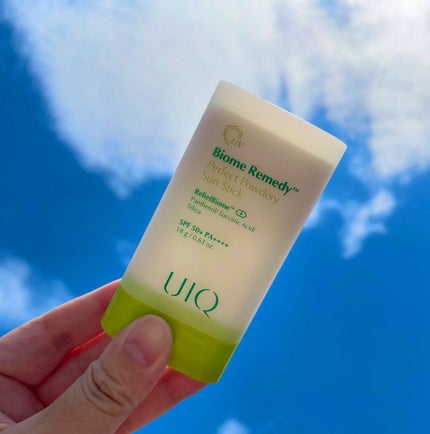 UV
Biome Remedy™
Perfect Powdery
Sun Stick
ReliefBiome™
Panthenol/ Succinic Acid/
Silica
SPF 50+ PA++++
18 g / 0.63 oz.
UIQ